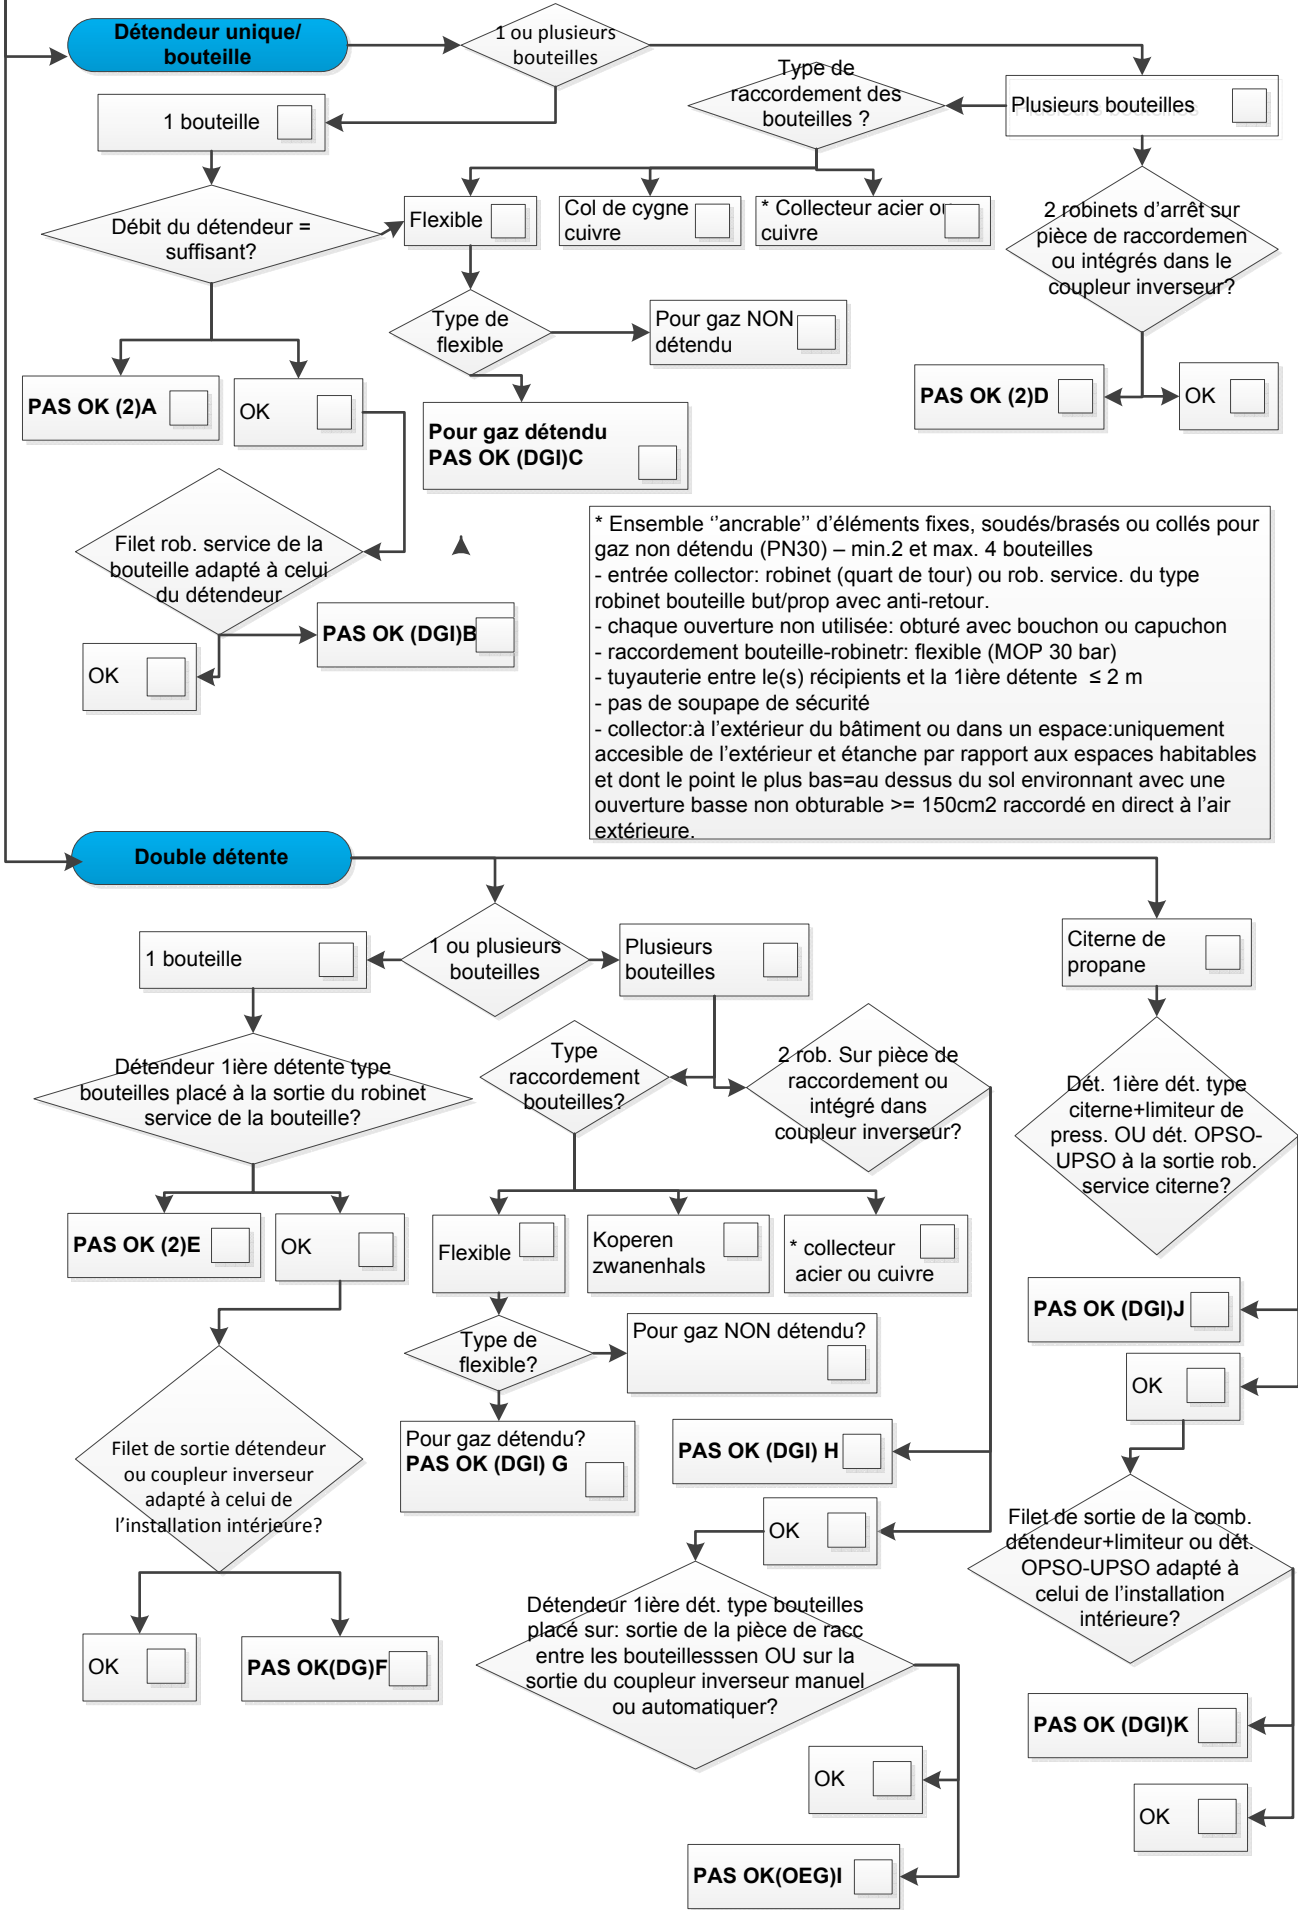 Détendeur unique/
bouteille
1 ou plusieurs
bouteilles
Type de
raccordement des
bouteilles ?
Plusieurs bouteilles
1 bouteille
Débit du détendeur =
suffisant?
Flexible
Col de cygne
cuivre
* Collecteur acier ou
cuivre
2 robinets d'arrêt sur
pièce de raccordemen
ou intégrés dans le
coupleur inverseur?
Type de
flexible
Pour gaz NON
détendu
PAS OK (2)A
OK
Pour gaz détendu
PAS OK (DGI)C
PAS OK (2)D
OK
Filet rob. service de la
bouteille adapté à celui
du détendeur
PAS OK (DGI)B
OK
* Ensemble ‘’ancrable’’ d’éléments fixes, soudés/brasés ou collés pour
gaz non détendu (PN30) – min.2 et max. 4 bouteilles
- entrée collector: robinet (quart de tour) ou rob. service. du type
robinet bouteille but/prop avec anti-retour.
- chaque ouverture non utilisée: obturé avec bouchon ou capuchon
- raccordement bouteille-robinetr: flexible (MOP 30 bar)
- tuyauterie entre le(s) récipients et la 1ière détente ≤ 2 m
- pas de soupape de sécurité
- collector:à l’extérieur du bâtiment ou dans un espace:uniquement
accesible de l’extérieur et étanche par rapport aux espaces habitables
et dont le point le plus bas=au dessus du sol environnant avec une
ouverture basse non obturable >= 150cm2 raccordé en direct à l’air
extérieure.
Double détente
1 bouteille
1 ou plusieurs
bouteilles
Plusieurs
bouteilles
Citerne de
propane
Détendeur 1ière détente type
bouteilles placé à la sortie du robinet
service de la bouteille?
Type
raccordement
bouteilles?
2 rob. Sur pièce de
raccordement ou
intégré dans
coupleur inverseur?
Dét. 1ière dét. type
citerne+limiteur de
press. OU dét. OPSO-
UPSO à la sortie rob.
service citerne?
PAS OK (2)E
OK
Flexible
Koperen
zwanenhals
* collecteur
acier ou cuivre
PAS OK (DGI)J
Type de
flexible?
Pour gaz NON détendu?
OK
Filet de sortie détendeur
ou coupleur inverseur
adapté à celui de
l’installation intérieure?
Pour gaz détendu?
PAS OK (DGI) G
PAS OK (DGI) H
OK
Filet de sortie de la comb.
détendeur+limiteur ou dét.
OPSO-UPSO adapté à
celui de l’installation
intérieure?
Détendeur 1ière dét. type bouteilles
placé sur: sortie de la pièce de racc
entre les bouteillesssen OU sur la
sortie du coupleur inverseur manuel
ou automatiquer?
OK
PAS OK(DG)F
PAS OK (DGI)K
OK
OK
PAS OK(OEG)I